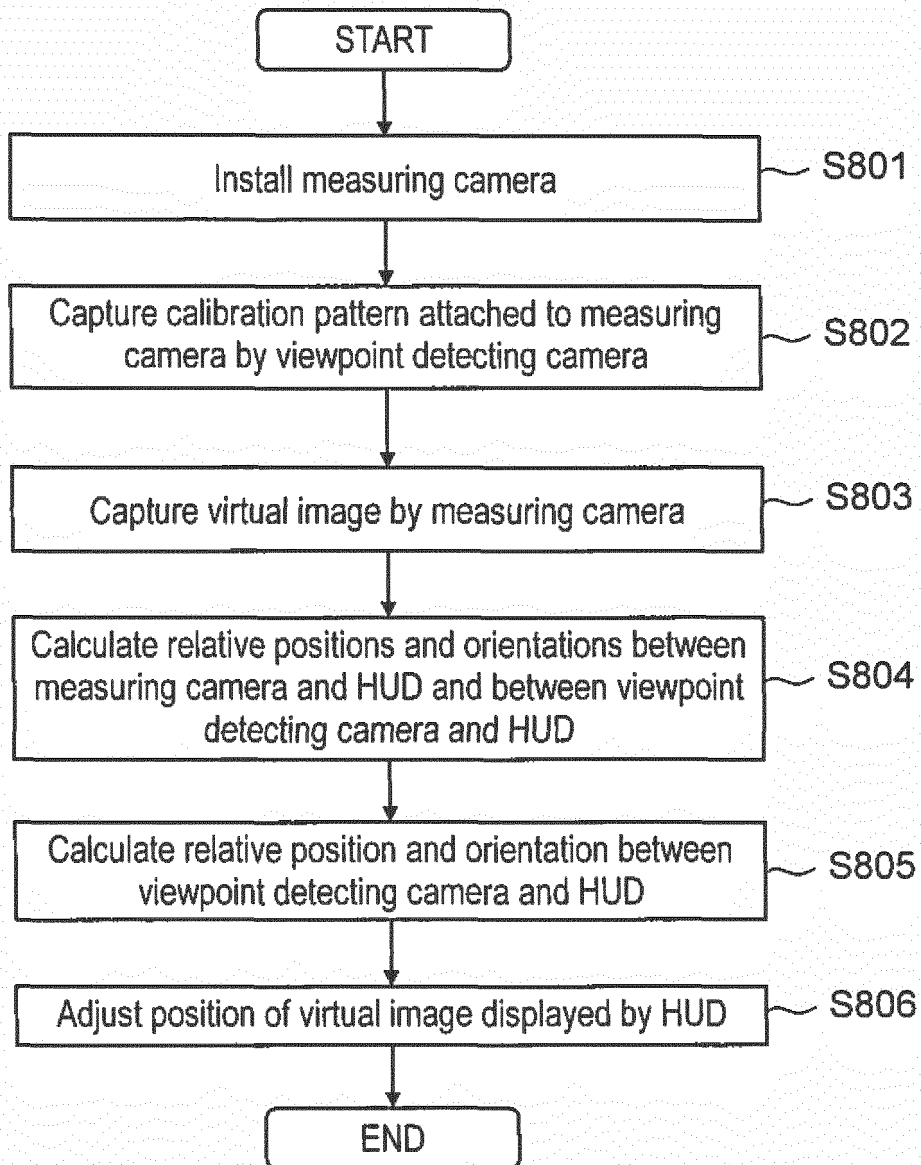 START
Install measuring camera
S801
Capture calibration pattern attached to measuring
camera by viewpoint detecting camera
S802
Capture virtual image by measuring camera
S803
Calculate relative positions and orientations between
measuring camera and HUD and between viewpoint
detecting camera and HUD
S804
Calculate relative position and orientation between
viewpoint detecting camera and HUD
S805
Adjust position of virtual image displayed by HUD
S806
END